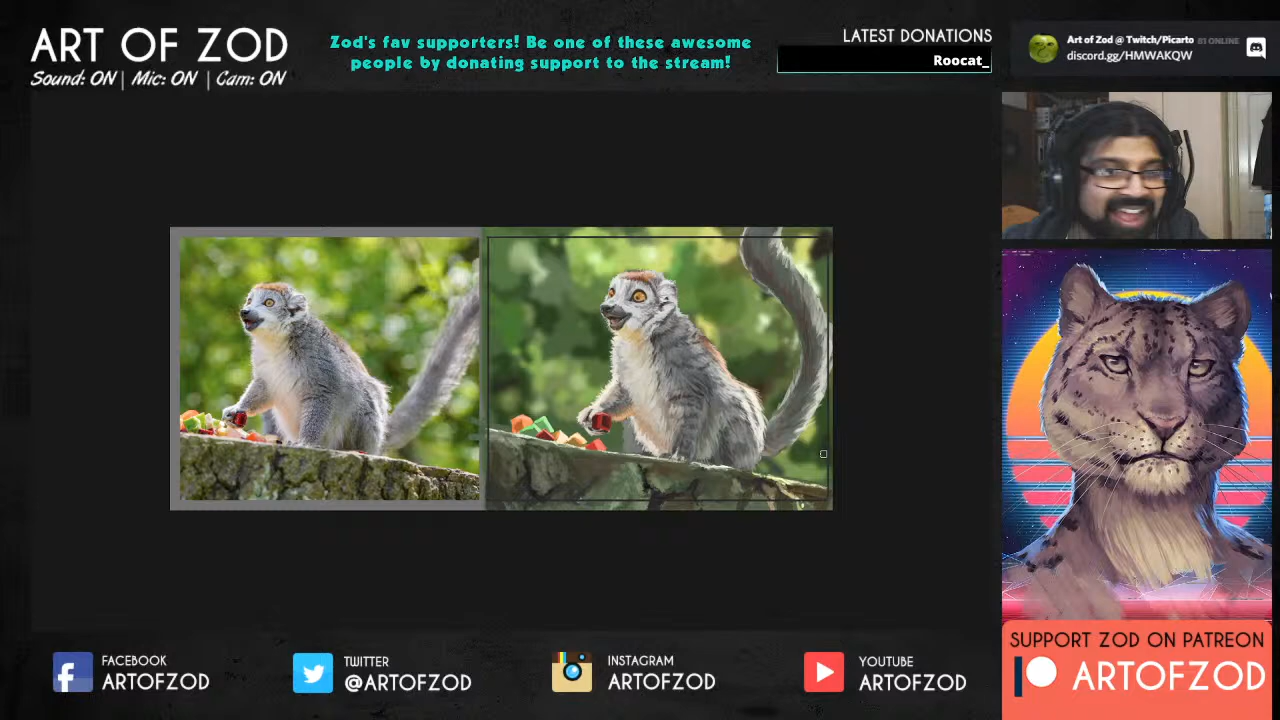 ART OF ZOD
Sound: ON | Mic: ON | Cam: ON
Zod's fav supporters! Be one of these awesome
people by donating support to the stream!
LATEST DONATIONS
Roocat_
Art of Zod @ Twitch/Picarto 81 ONLINE
discord.gg/HMWAKQW
FACEBOOK
ARTOFZOD
TWITTER
@ARTOFZOD
INSTAGRAM
ARTOFZOD
YOUTUBE
ARTOFZOD
SUPPORT ZOD ON PATREON
ARTOFZOD